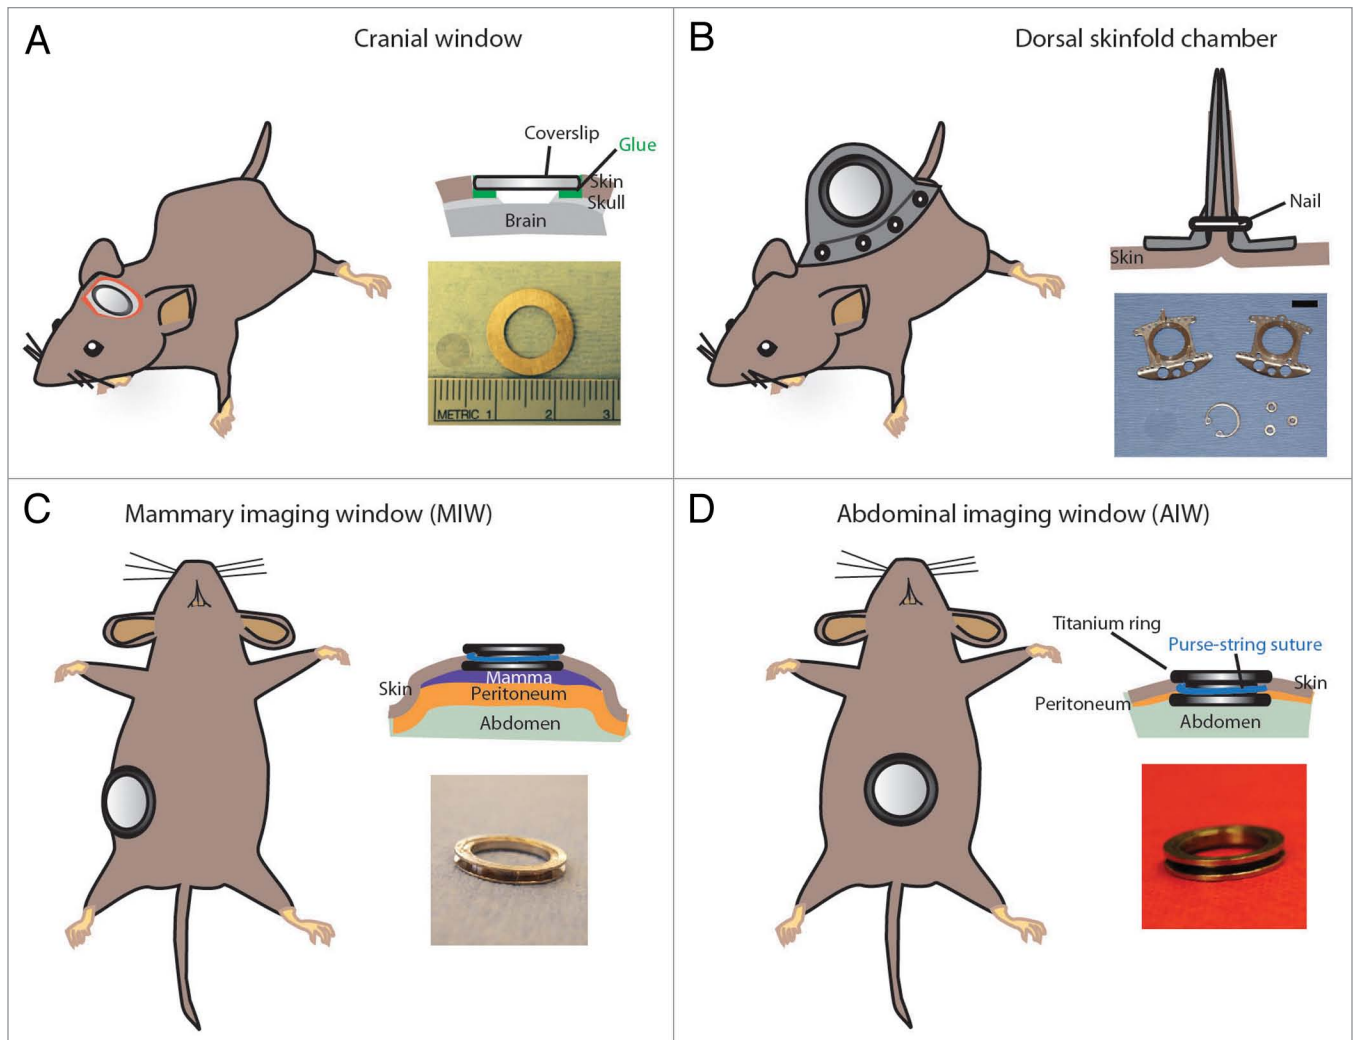 A
Cranial window
Coverslip
Glue
Skin
Skull
Brain
METRIC 1 2 3
B
Dorsal skinfold chamber
Nail
Skin
C
Mammary imaging window (MIW)
Skin
Mamma
Peritoneum
Abdomen
D
Abdominal imaging window (AIW)
Titanium ring
Purse-string suture
Skin
Peritoneum
Abdomen